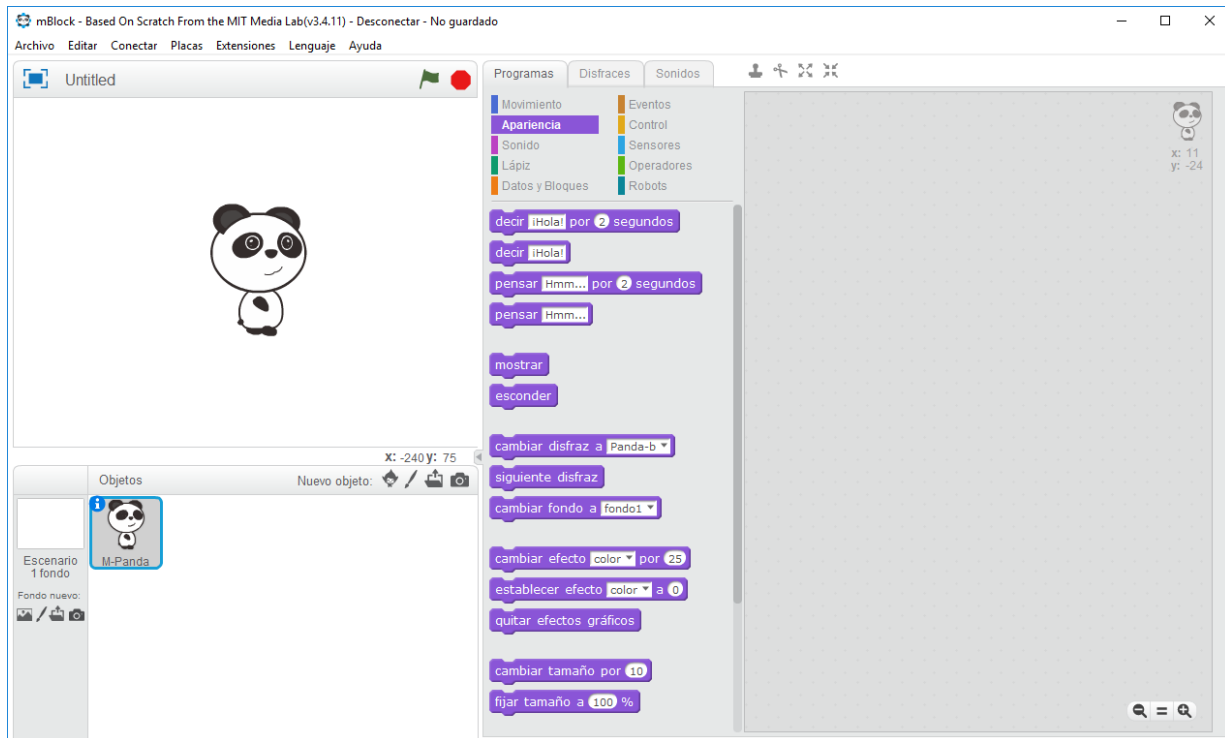 mBlock - Based On Scratch From the MIT Media Lab(v3.4.11) - Desconectar - No guardado
Archivo Editar Conectar Placas Extensiones Lenguaje Ayuda
Untitled
X: -240 y: 75
Objetos
Nuevo objeto:
Escenario
1 fondo
Fondo nuevo:
M-Panda
Programas Disfraces Sonidos
Movimiento Eventos
Apariencia Control
Sonido Sensores
Lápiz Operadores
Datos y Bloques Robots
decir ¡Hola! por 2 segundos
decir ¡Hola!
pensar Hmm... por 2 segundos
pensar Hmm...
mostrar
esconder
cambiar disfraz a Panda-b
siguiente disfraz
cambiar fondo a fondo1
cambiar efecto color por 25
establecer efecto color a 0
quitar efectos gráficos
cambiar tamaño por 10
fijar tamaño a 100 %
x: 11
y: -24